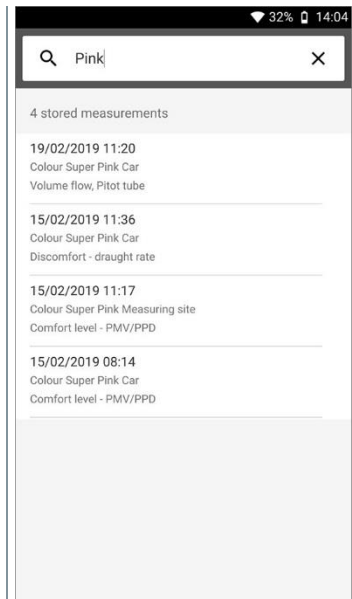 32% 14:04
Pink
4 stored measurements
19/02/2019 11:20
Colour Super Pink Car
Volume flow, Pitot tube
15/02/2019 11:36
Colour Super Pink Car
Discomfort - draught rate
15/02/2019 11:17
Colour Super Pink Measuring site
Comfort level - PMV/PPD
15/02/2019 08:14
Colour Super Pink Car
Comfort level - PMV/PPD